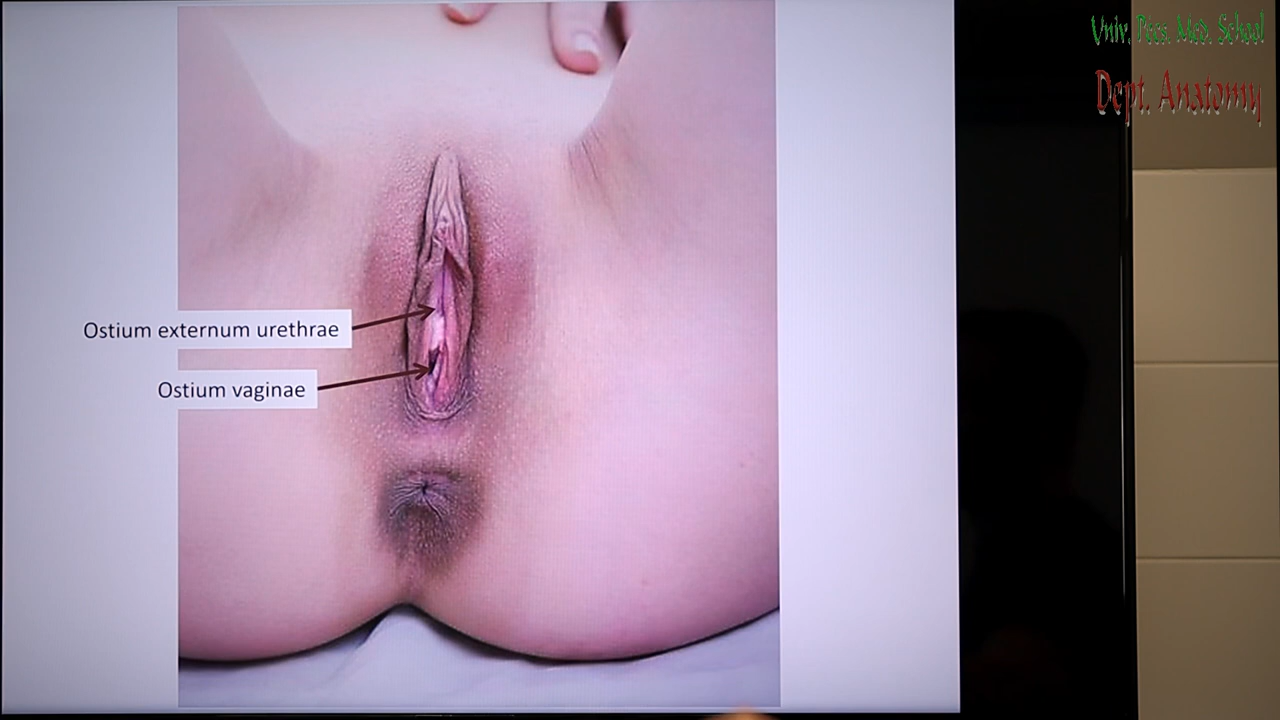 Univ. Pécs. Med. School
Dept. Anatomy
Ostium externum urethrae
Ostium vaginae